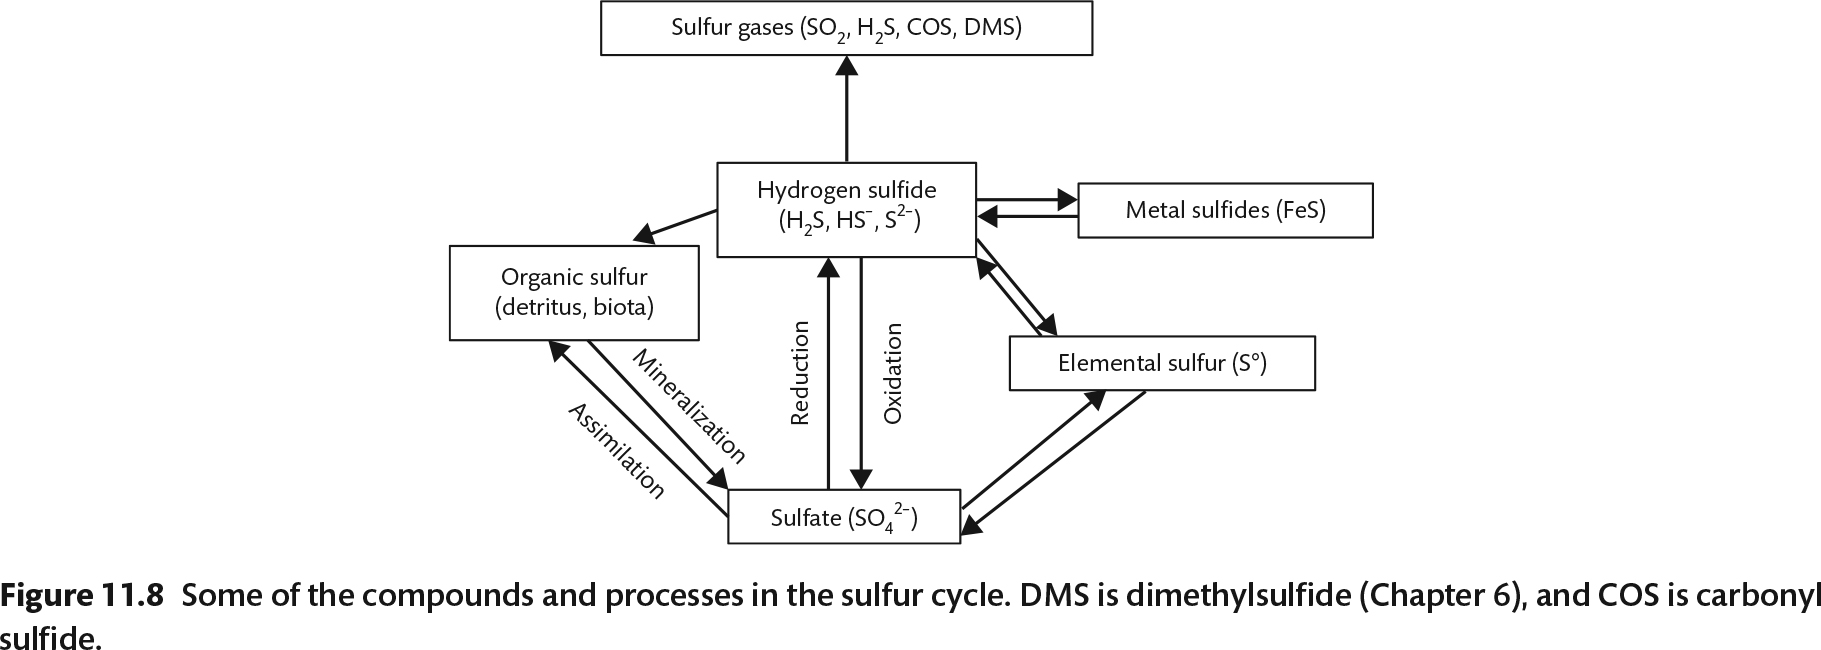 Sulfur gases (SO₂, H₂S, COS, DMS)
Hydrogen sulfide
(H₂S, HS⁻, S²⁻)
Metal sulfides (FeS)
Organic sulfur
(detritus, biota)
Mineralization
Assimilation
Reduction
Oxidation
Elemental sulfur (S°)
Sulfate (SO₄²⁻)
Figure 11.8 Some of the compounds and processes in the sulfur cycle. DMS is dimethylsulfide (Chapter 6), and COS is carbonyl
sulfide.